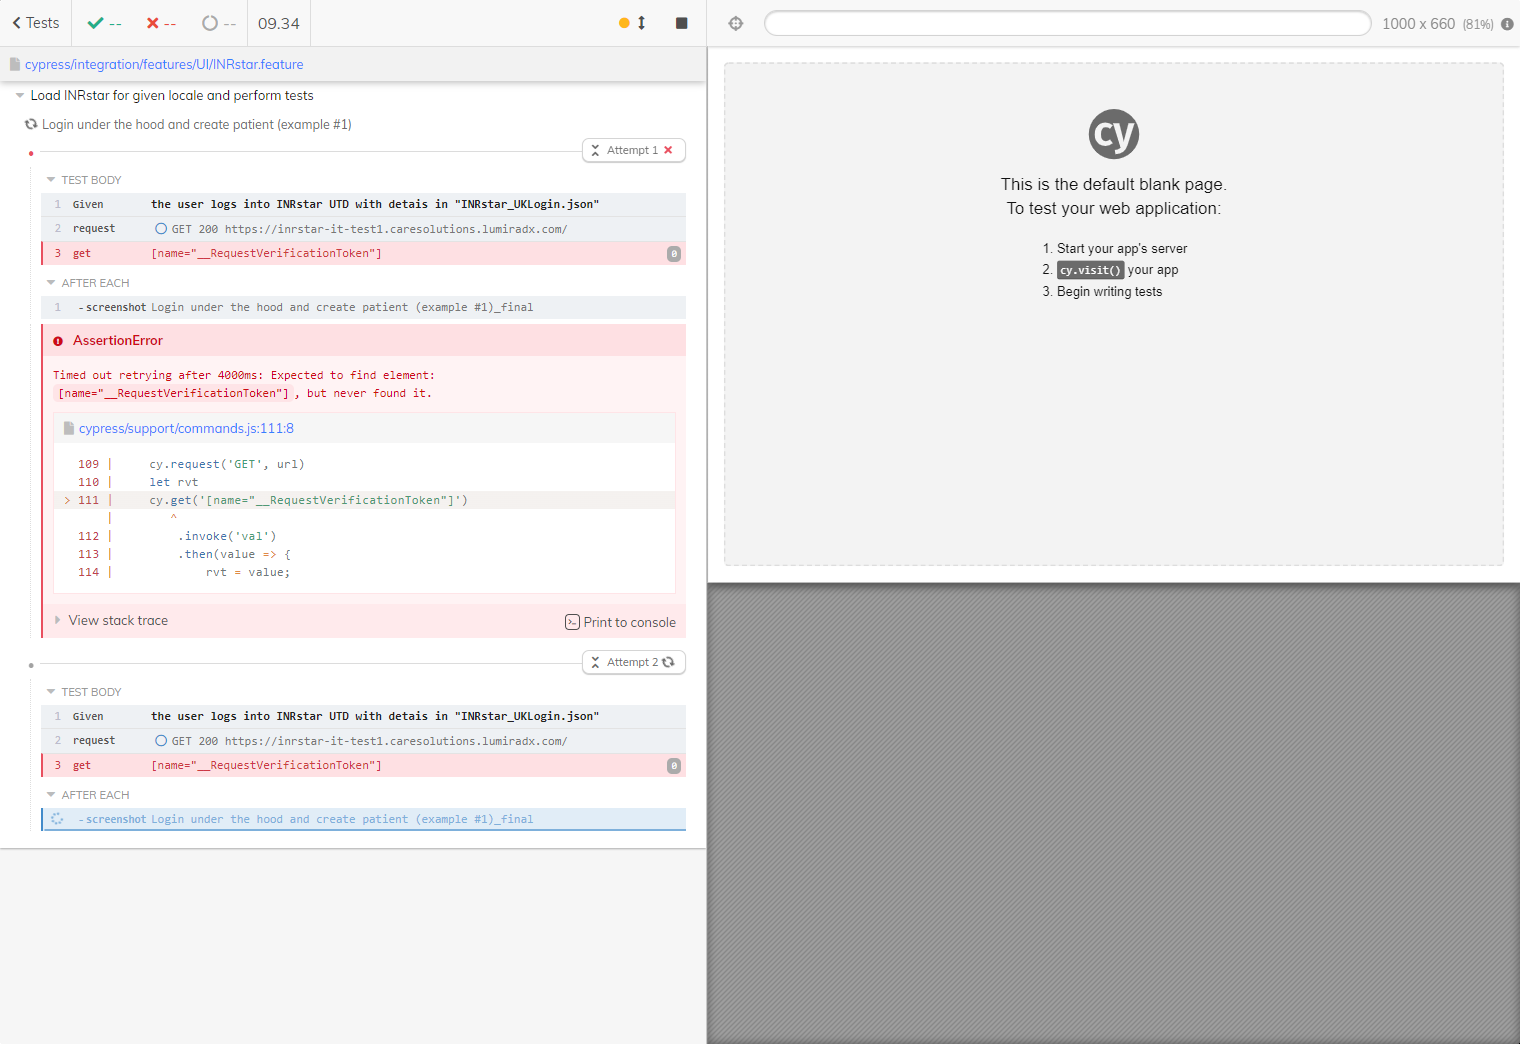 Tests -- -- -- 09.34
cypress/integration/features/UI/INRstar.feature
Load INRstar for given locale and perform tests
Login under the hood and create patient (example #1)
Attempt 1
TEST BODY
1 Given the user logs into INRstar UTD with detais in "INRstar_UKLogin.json"
2 request GET 200 https://inrstar-it-test1.caresolutions.lumiradx.com/
3 get [name="__RequestVerificationToken"] 0
AFTER EACH
1 -screenshot Login under the hood and create patient (example #1)_final
AssertionError
Timed out retrying after 4000ms: Expected to find element:
[name="__RequestVerificationToken"], but never found it.
cypress/support/commands.js:111:8
109 | cy.request('GET', url)
110 | let rvt
> 111 | cy.get('[name="__RequestVerificationToken"]')
| ^
112 | .invoke('val')
113 | .then(value => {
114 | rvt = value;
View stack trace
Print to console
Attempt 2
TEST BODY
1 Given the user logs into INRstar UTD with detais in "INRstar_UKLogin.json"
2 request GET 200 https://inrstar-it-test1.caresolutions.lumiradx.com/
3 get [name="__RequestVerificationToken"] 0
AFTER EACH
-screenshot Login under the hood and create patient (example #1)_final
1000 x 660 (81%)
cy
This is the default blank page.
To test your web application:
1. Start your app's server
2. cy.visit() your app
3. Begin writing tests